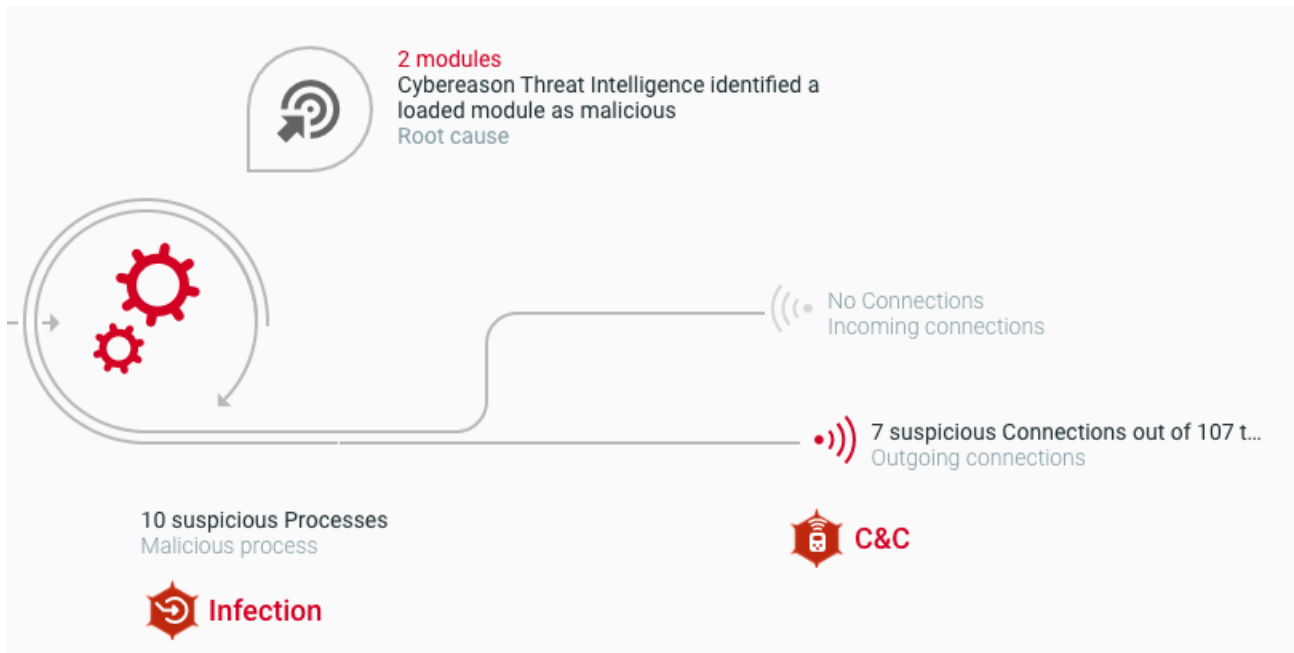 2 modules
Cybereason Threat Intelligence identified a
loaded module as malicious
Root cause
No Connections
Incoming connections
7 suspicious Connections out of 107 t...
Outgoing connections
10 suspicious Processes
Malicious process
C&C
Infection